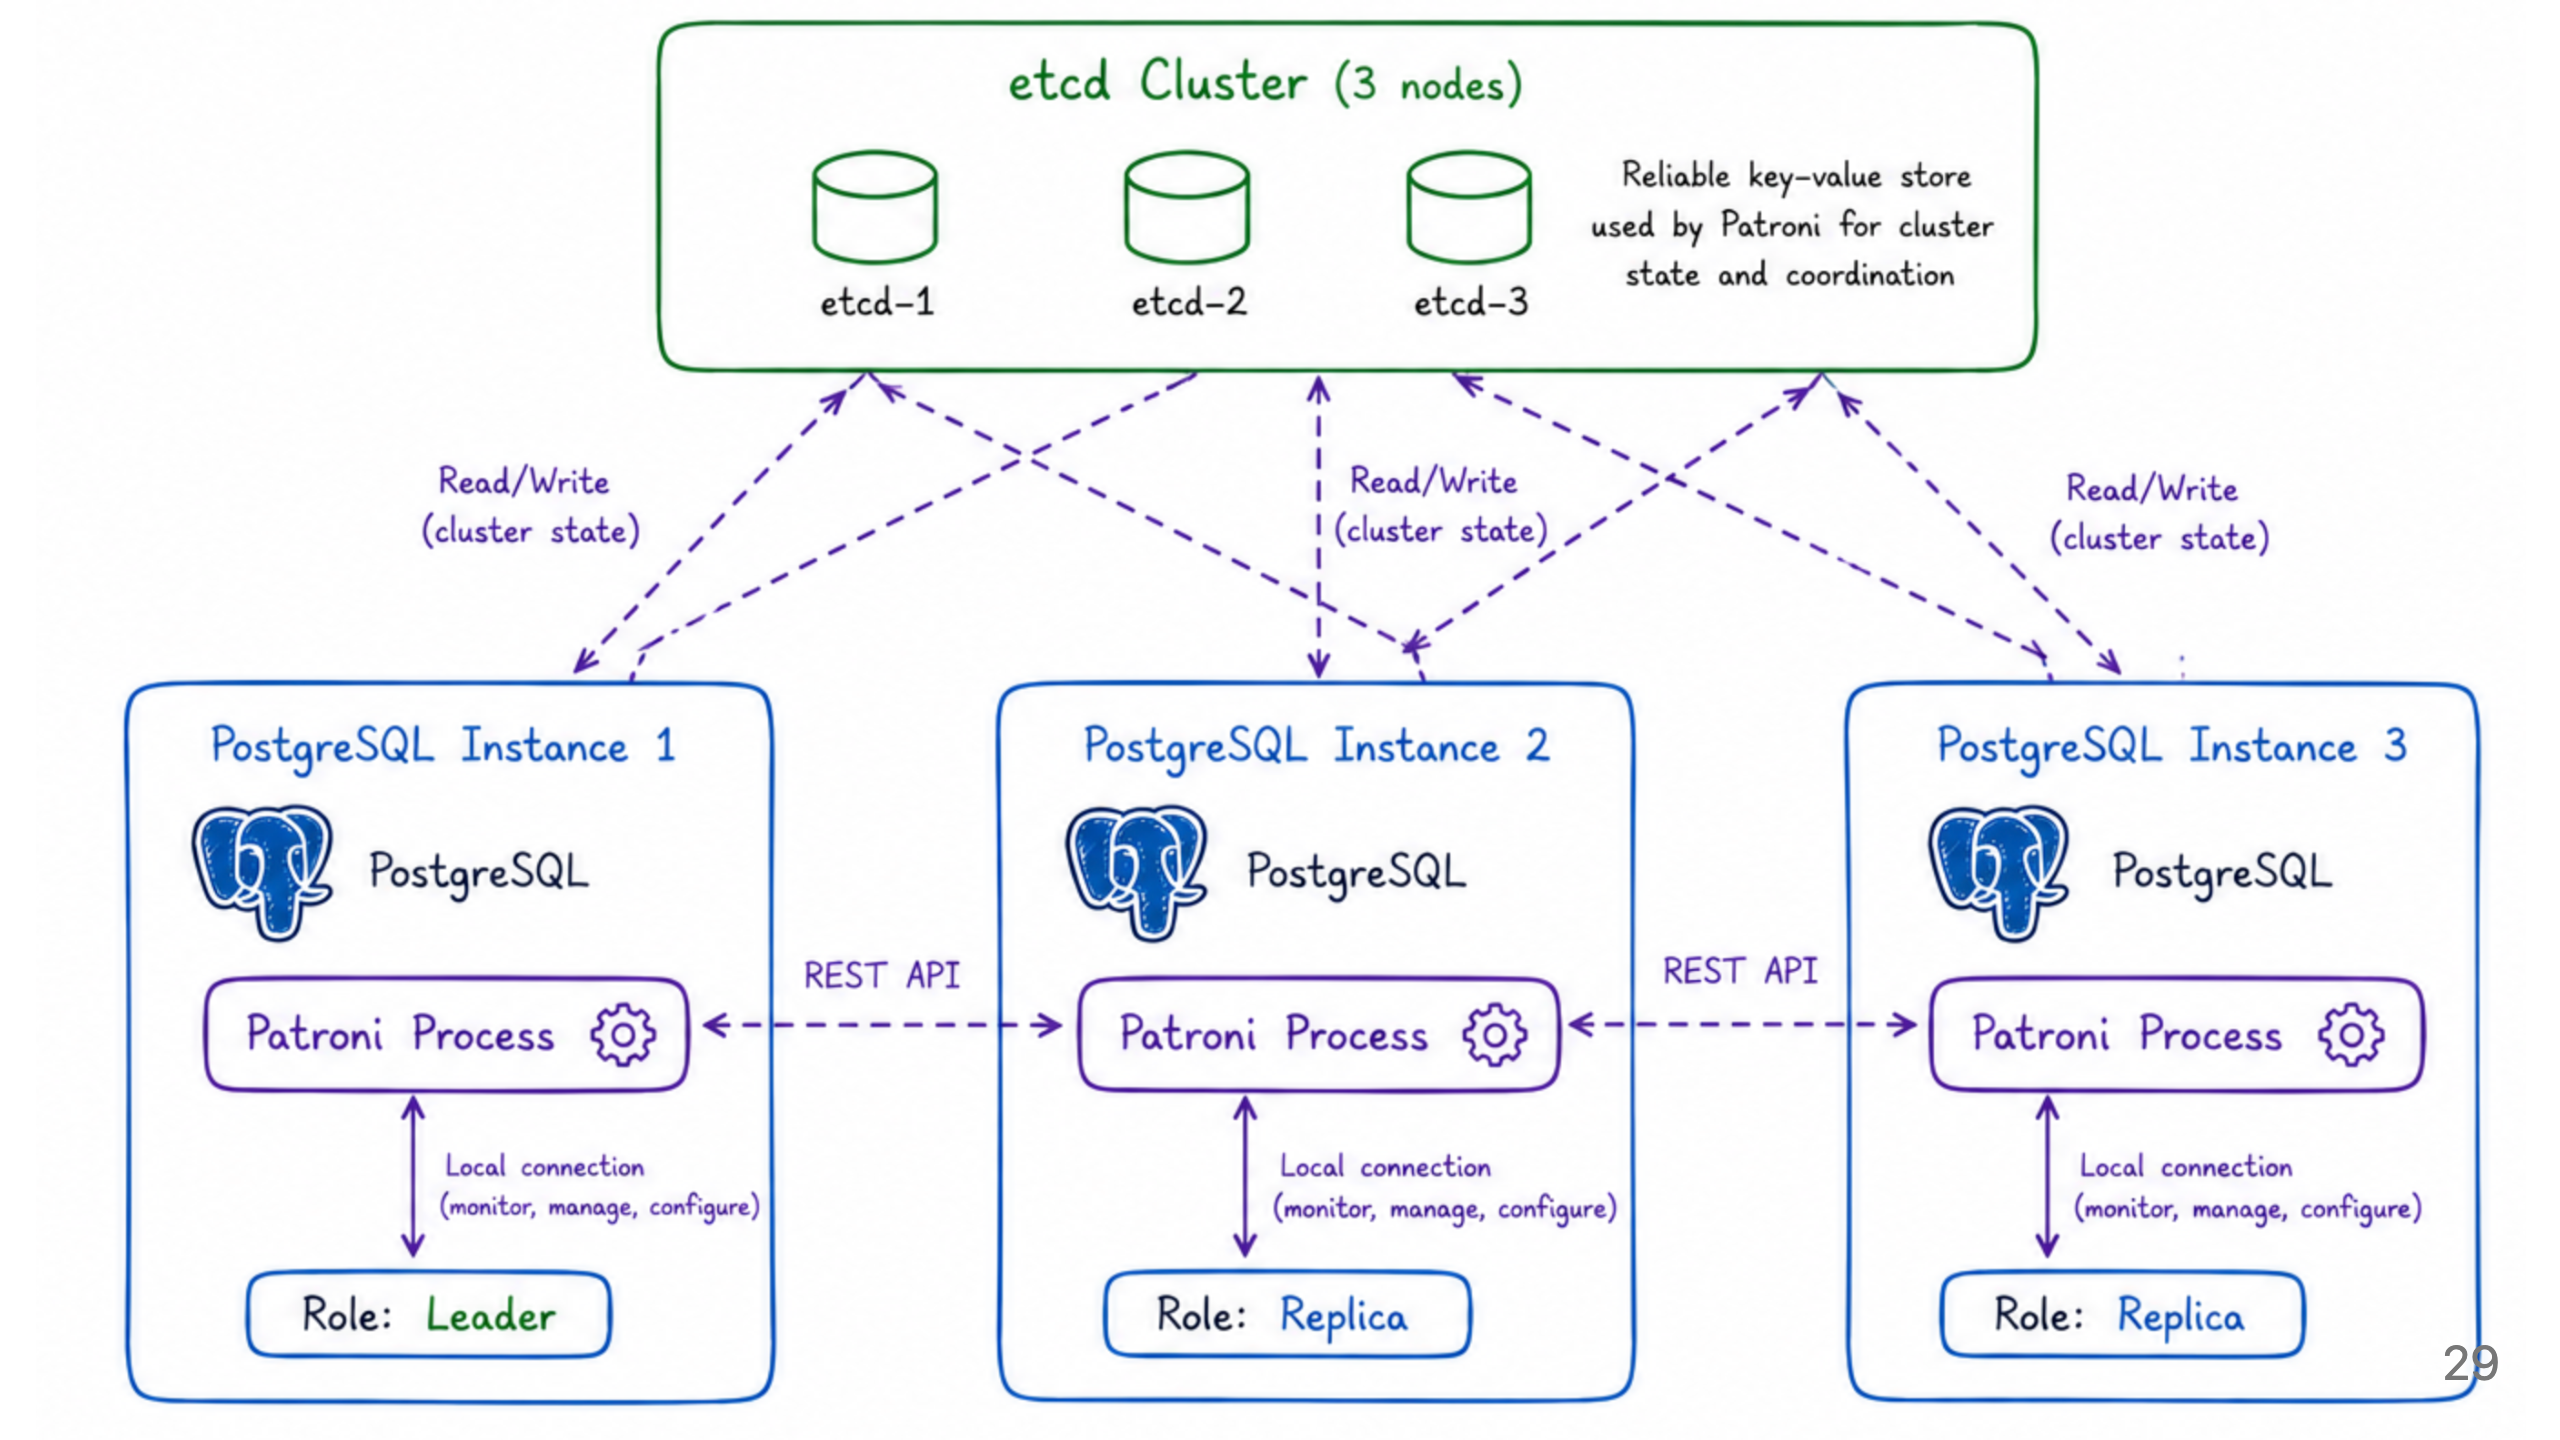 etcd Cluster (3 nodes)
Reliable key-value store
used by Patroni for cluster
state and coordination
etcd-1
etcd-2
etcd-3
Read/Write
(cluster state)
Read/Write
(cluster state)
Read/Write
(cluster state)
PostgreSQL Instance 1
PostgreSQL
Patroni Process
Local connection
(monitor, manage, configure)
Role: Leader
REST API
PostgreSQL Instance 2
PostgreSQL
Patroni Process
Local connection
(monitor, manage, configure)
Role: Replica
REST API
PostgreSQL Instance 3
PostgreSQL
Patroni Process
Local connection
(monitor, manage, configure)
Role: Replica
29